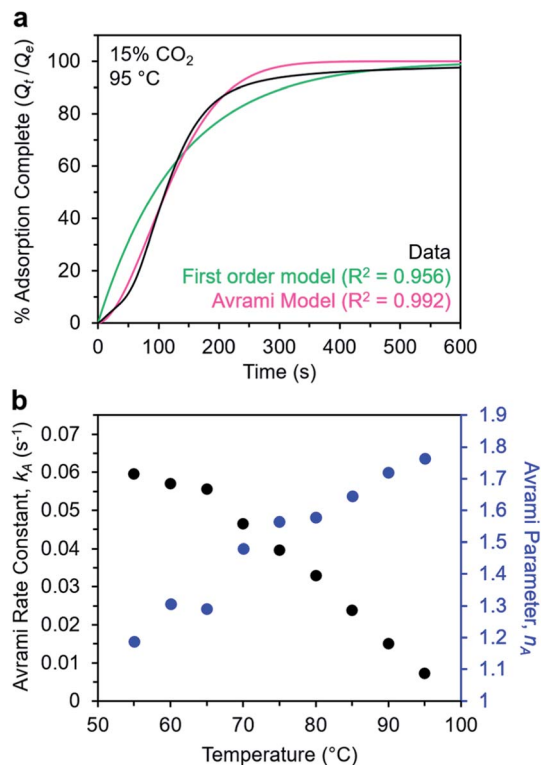 a
15% CO₂
95 °C
% Adsorption Complete (Qₜ/Qₑ)
100
80
60
40
20
0
Data
First order model (R² = 0.956)
Avrami Model (R² = 0.992)
0 100 200 300 400 500 600
Time (s)
b
Avrami Rate Constant, k_A (s⁻¹)
0.07
0.06
0.05
0.04
0.03
0.02
0.01
0
1.9
1.8
1.7
1.6
1.5
1.4
1.3
1.2
1.1
1
Avrami Parameter, n_A
50 60 70 80 90 100
Temperature (°C)